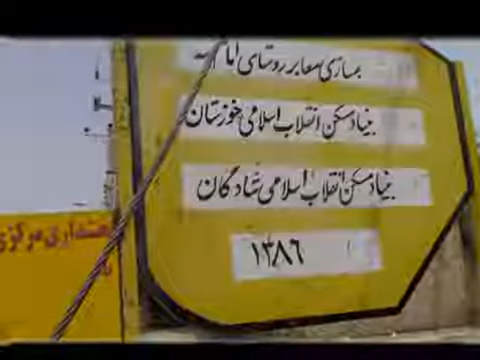 بهسازی معابر روستای
بنیاد مسکن انقلاب اسلامی خوزستان
بنیاد مسکن انقلاب اسلامی شادگان
۱۳۸۶
مرکزی